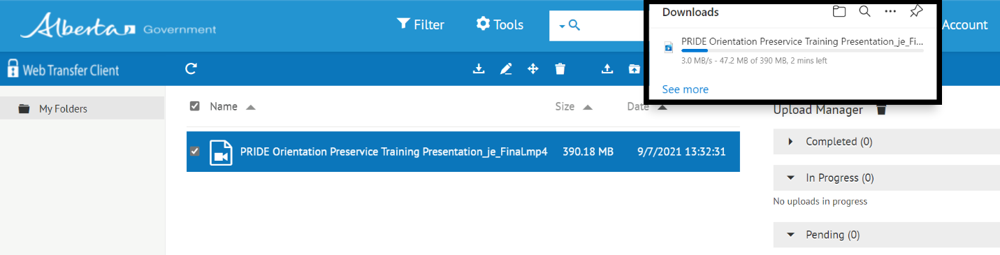 Alberta Government
Filter
Tools
Account
Downloads
PRIDE Orientation Preservice Training Presentation_je_Fi...
3.0 MB/s - 47.2 MB of 390 MB, 2 mins left
See more
Web Transfer Client
My Folders
Name Size Date
PRIDE Orientation Preservice Training Presentation_je_Final.mp4 390.18 MB 9/7/2021 13:32:31
Upload Manager
Completed (0)
In Progress (0)
No uploads in progress
Pending (0)